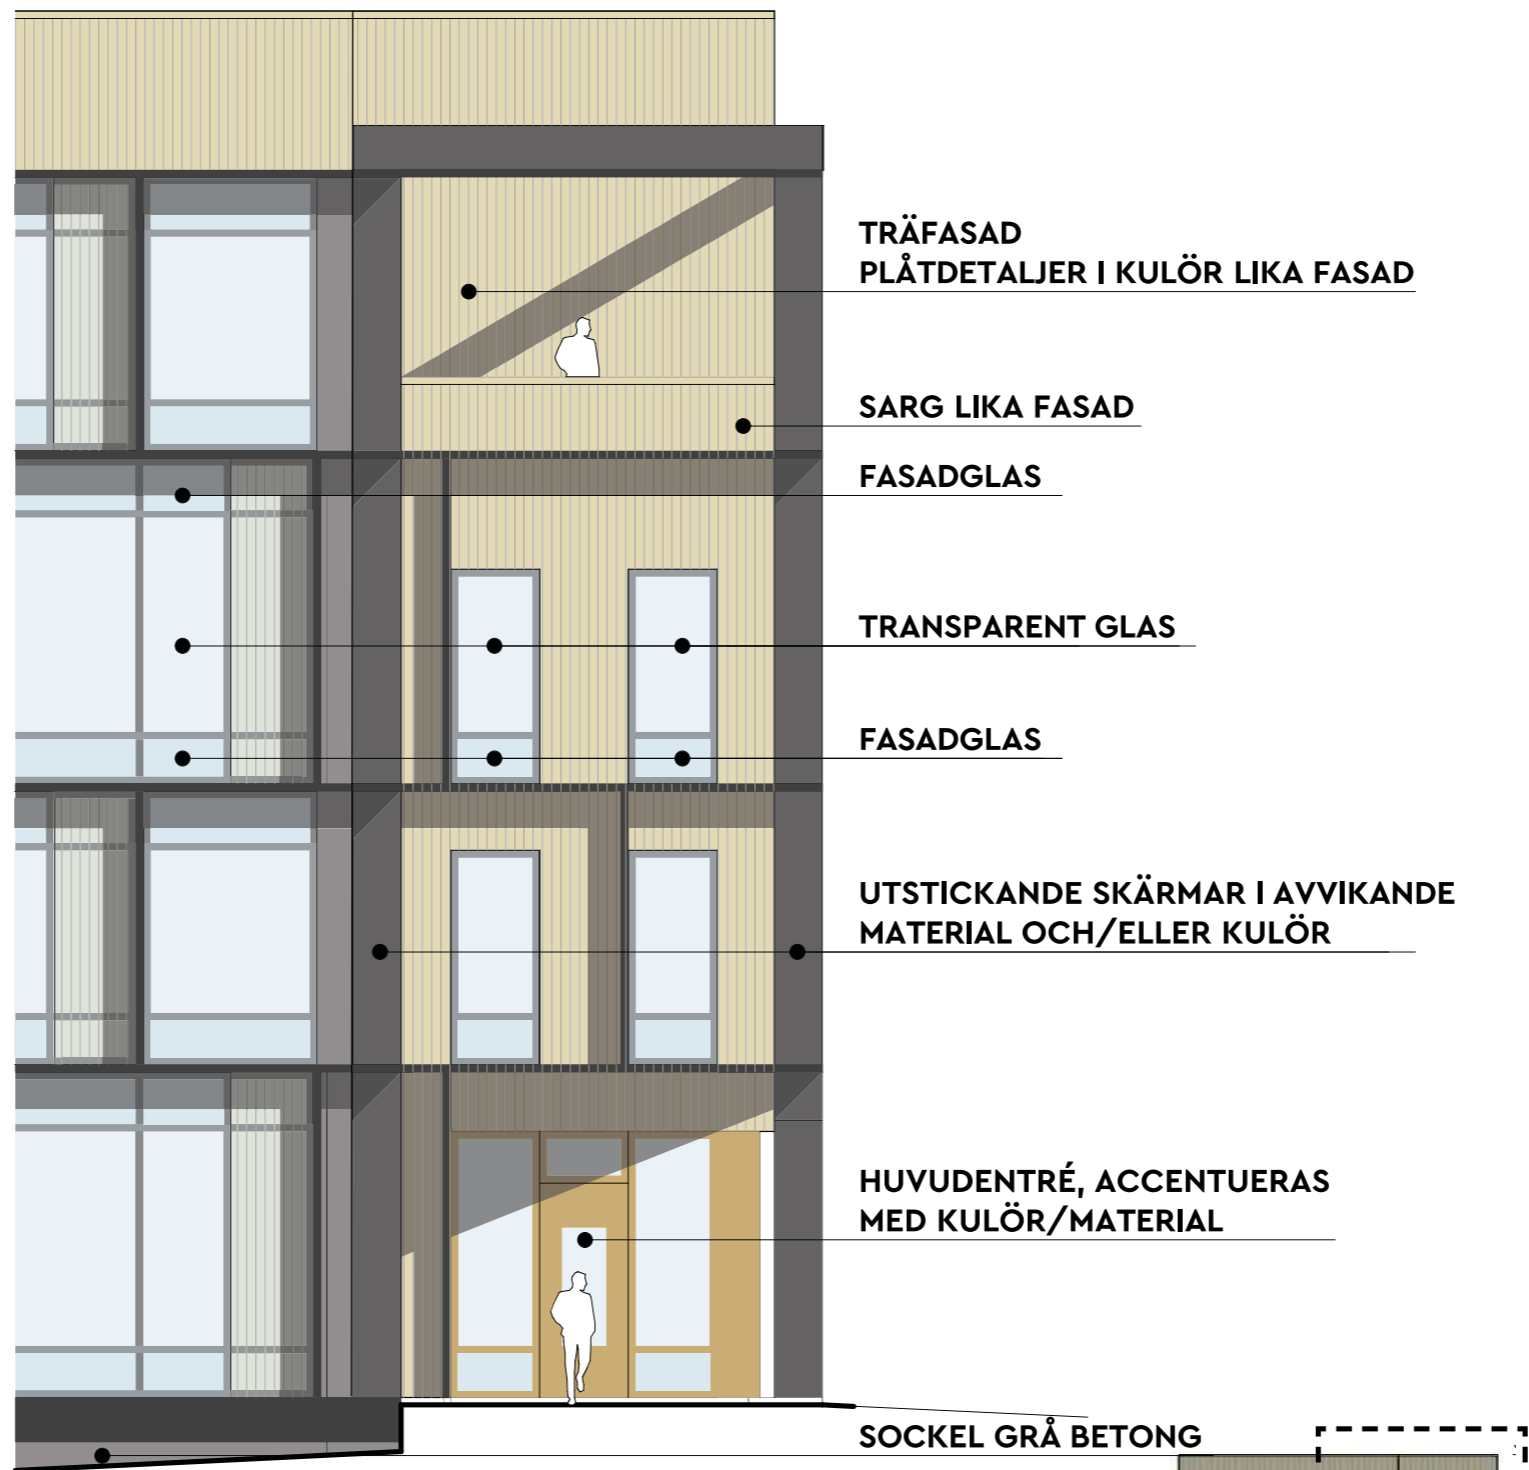 TRÄFASAD
PLÅTDETALJER I KULÖR LIKA FASAD
SARG LIKA FASAD
FASADGLAS
TRANSPARENT GLAS
FASADGLAS
UTSTICKANDE SKÄRMAR I AVVIKANDE
MATERIAL OCH/ELLER KULÖR
HUVUDENTRÉ, ACCENTUERAS
MED KULÖR/MATERIAL
SOCKEL GRÅ BETONG